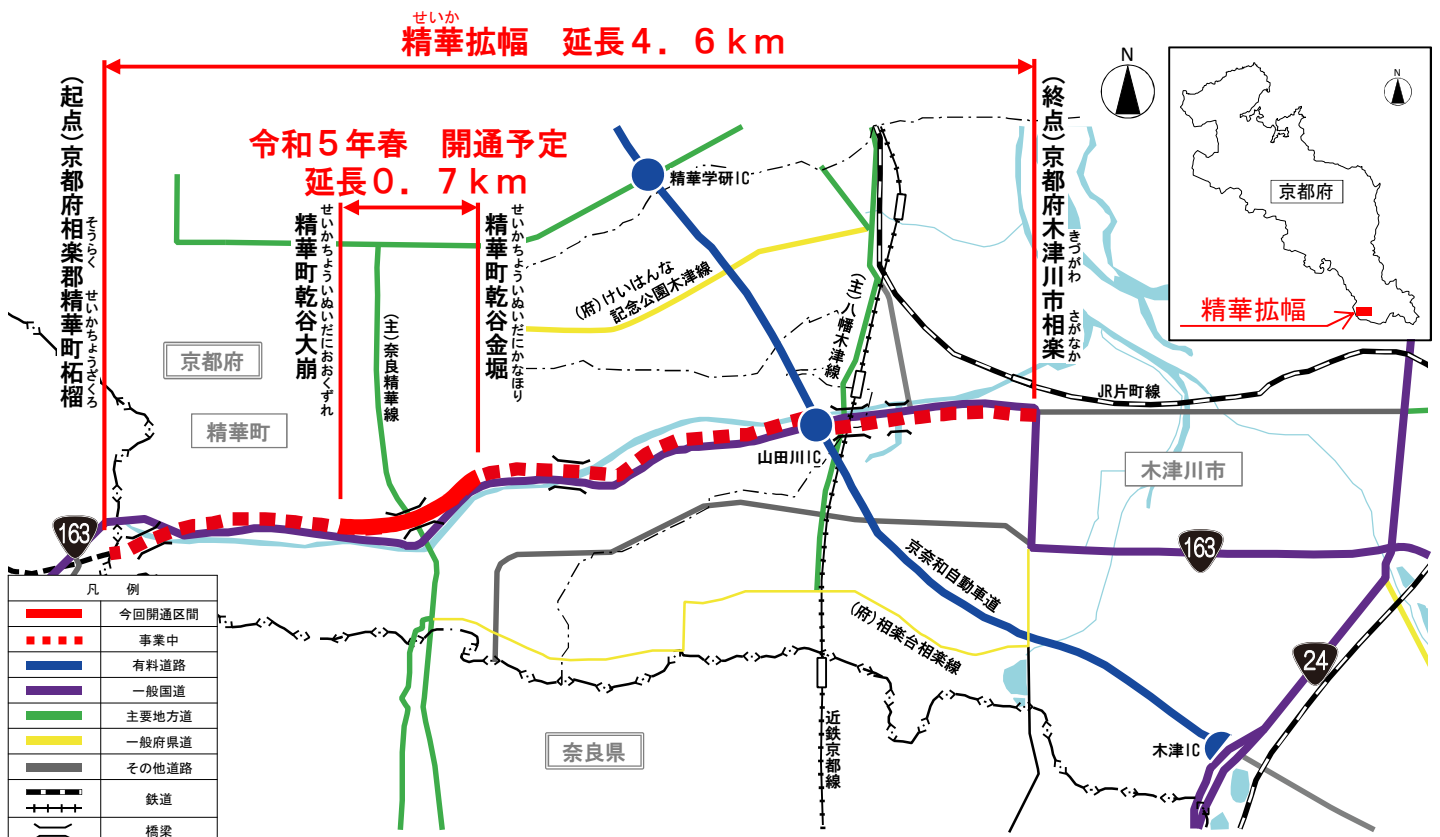 せいか
精華拡幅　延長４．６ｋｍ
(起点)京都府相楽郡精華町柘榴
そうらく
せいかちょうざくろ
令和５年春　開通予定
延長０．７ｋｍ
精華町乾谷大崩
せいかちょういぬいだにおおくずれ
精華町乾谷金堀
せいかちょういぬいだにかなほり
(終点)京都府木津川市相楽
きづがわ
さがなか
N
N
京都府
精華拡幅
精華学研IC
(府)けいはんな
記念公園木津線
(主)八幡木津線
(主)奈良精華線
京都府
精華町
JR片町線
山田川IC
木津川市
163
163
京奈和自動車道
(府)相楽台相楽線
24
近鉄京都線
奈良県
木津IC
凡　例
今回開通区間
事業中
有料道路
一般国道
主要地方道
一般府県道
その他道路
鉄道
橋梁